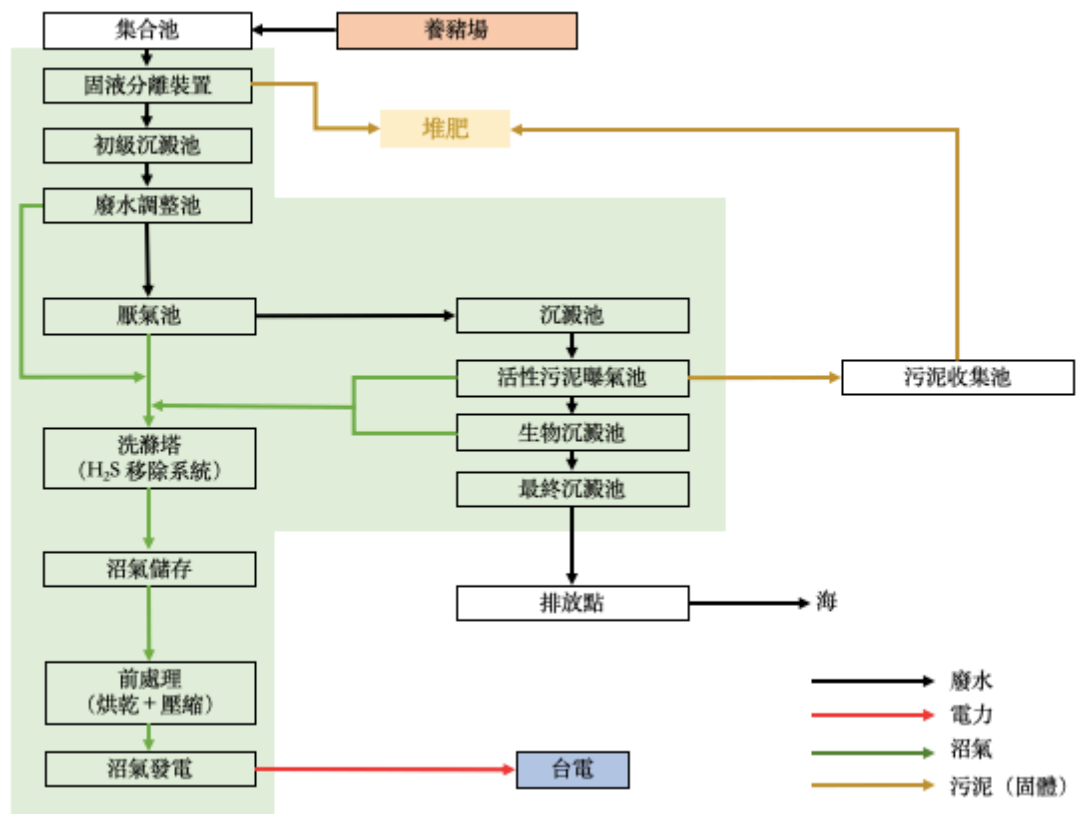 集合池
養豬場
固液分離裝置
堆肥
初級沉澱池
廢水調整池
厭氧池
沉澱池
活性污泥曝氣池
污泥收集池
生物沉澱池
洗滌塔
（H₂S 移除系統）
最終沉澱池
沼氣儲存
排放點
海
前處理
（烘乾 + 壓縮）
沼氣發電
台電
廢水
電力
沼氣
污泥（固體）